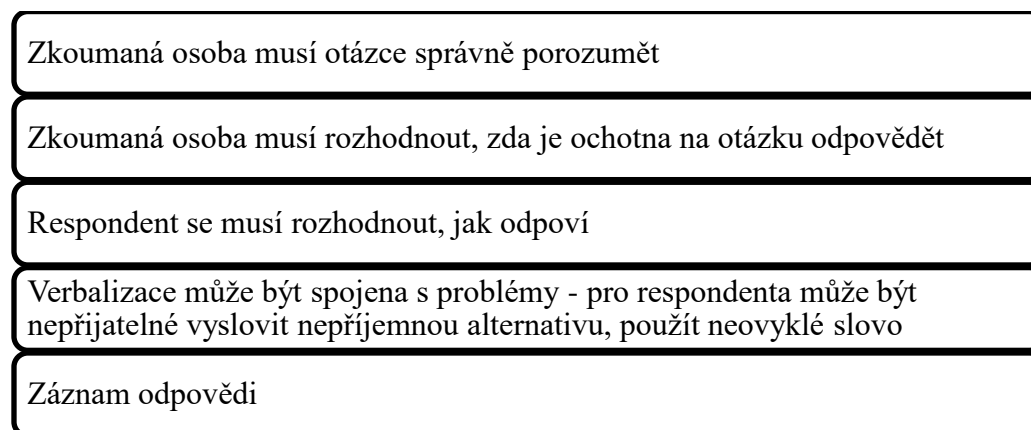 Zkoumaná osoba musí otázce správně porozumět
Zkoumaná osoba musí rozhodnout, zda je ochotna na otázku odpovědět
Respondent se musí rozhodnout, jak odpoví
Verbalizace může být spojena s problémy - pro respondenta může být
nepřijatelné vyslovit nepříjemnou alternativu, použít neovyklé slovo
Záznam odpovědi